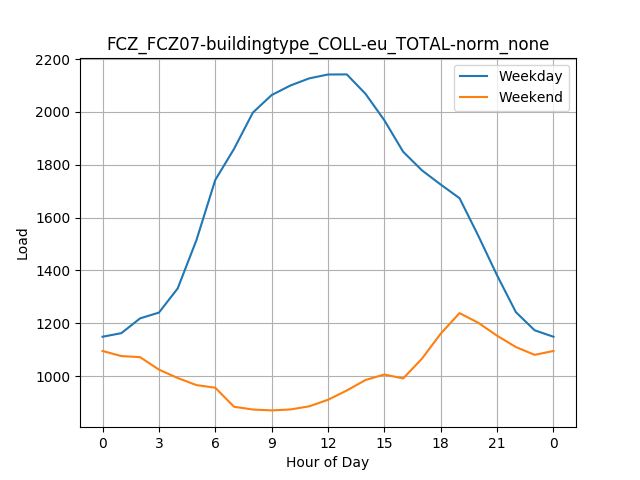 FCZ_FCZ07-buildingtype_COLL-eu_TOTAL-norm_none
Weekday
Weekend
2200
2000
1800
1600
1400
1200
1000
Load
0 3 6 9 12 15 18 21 0
Hour of Day